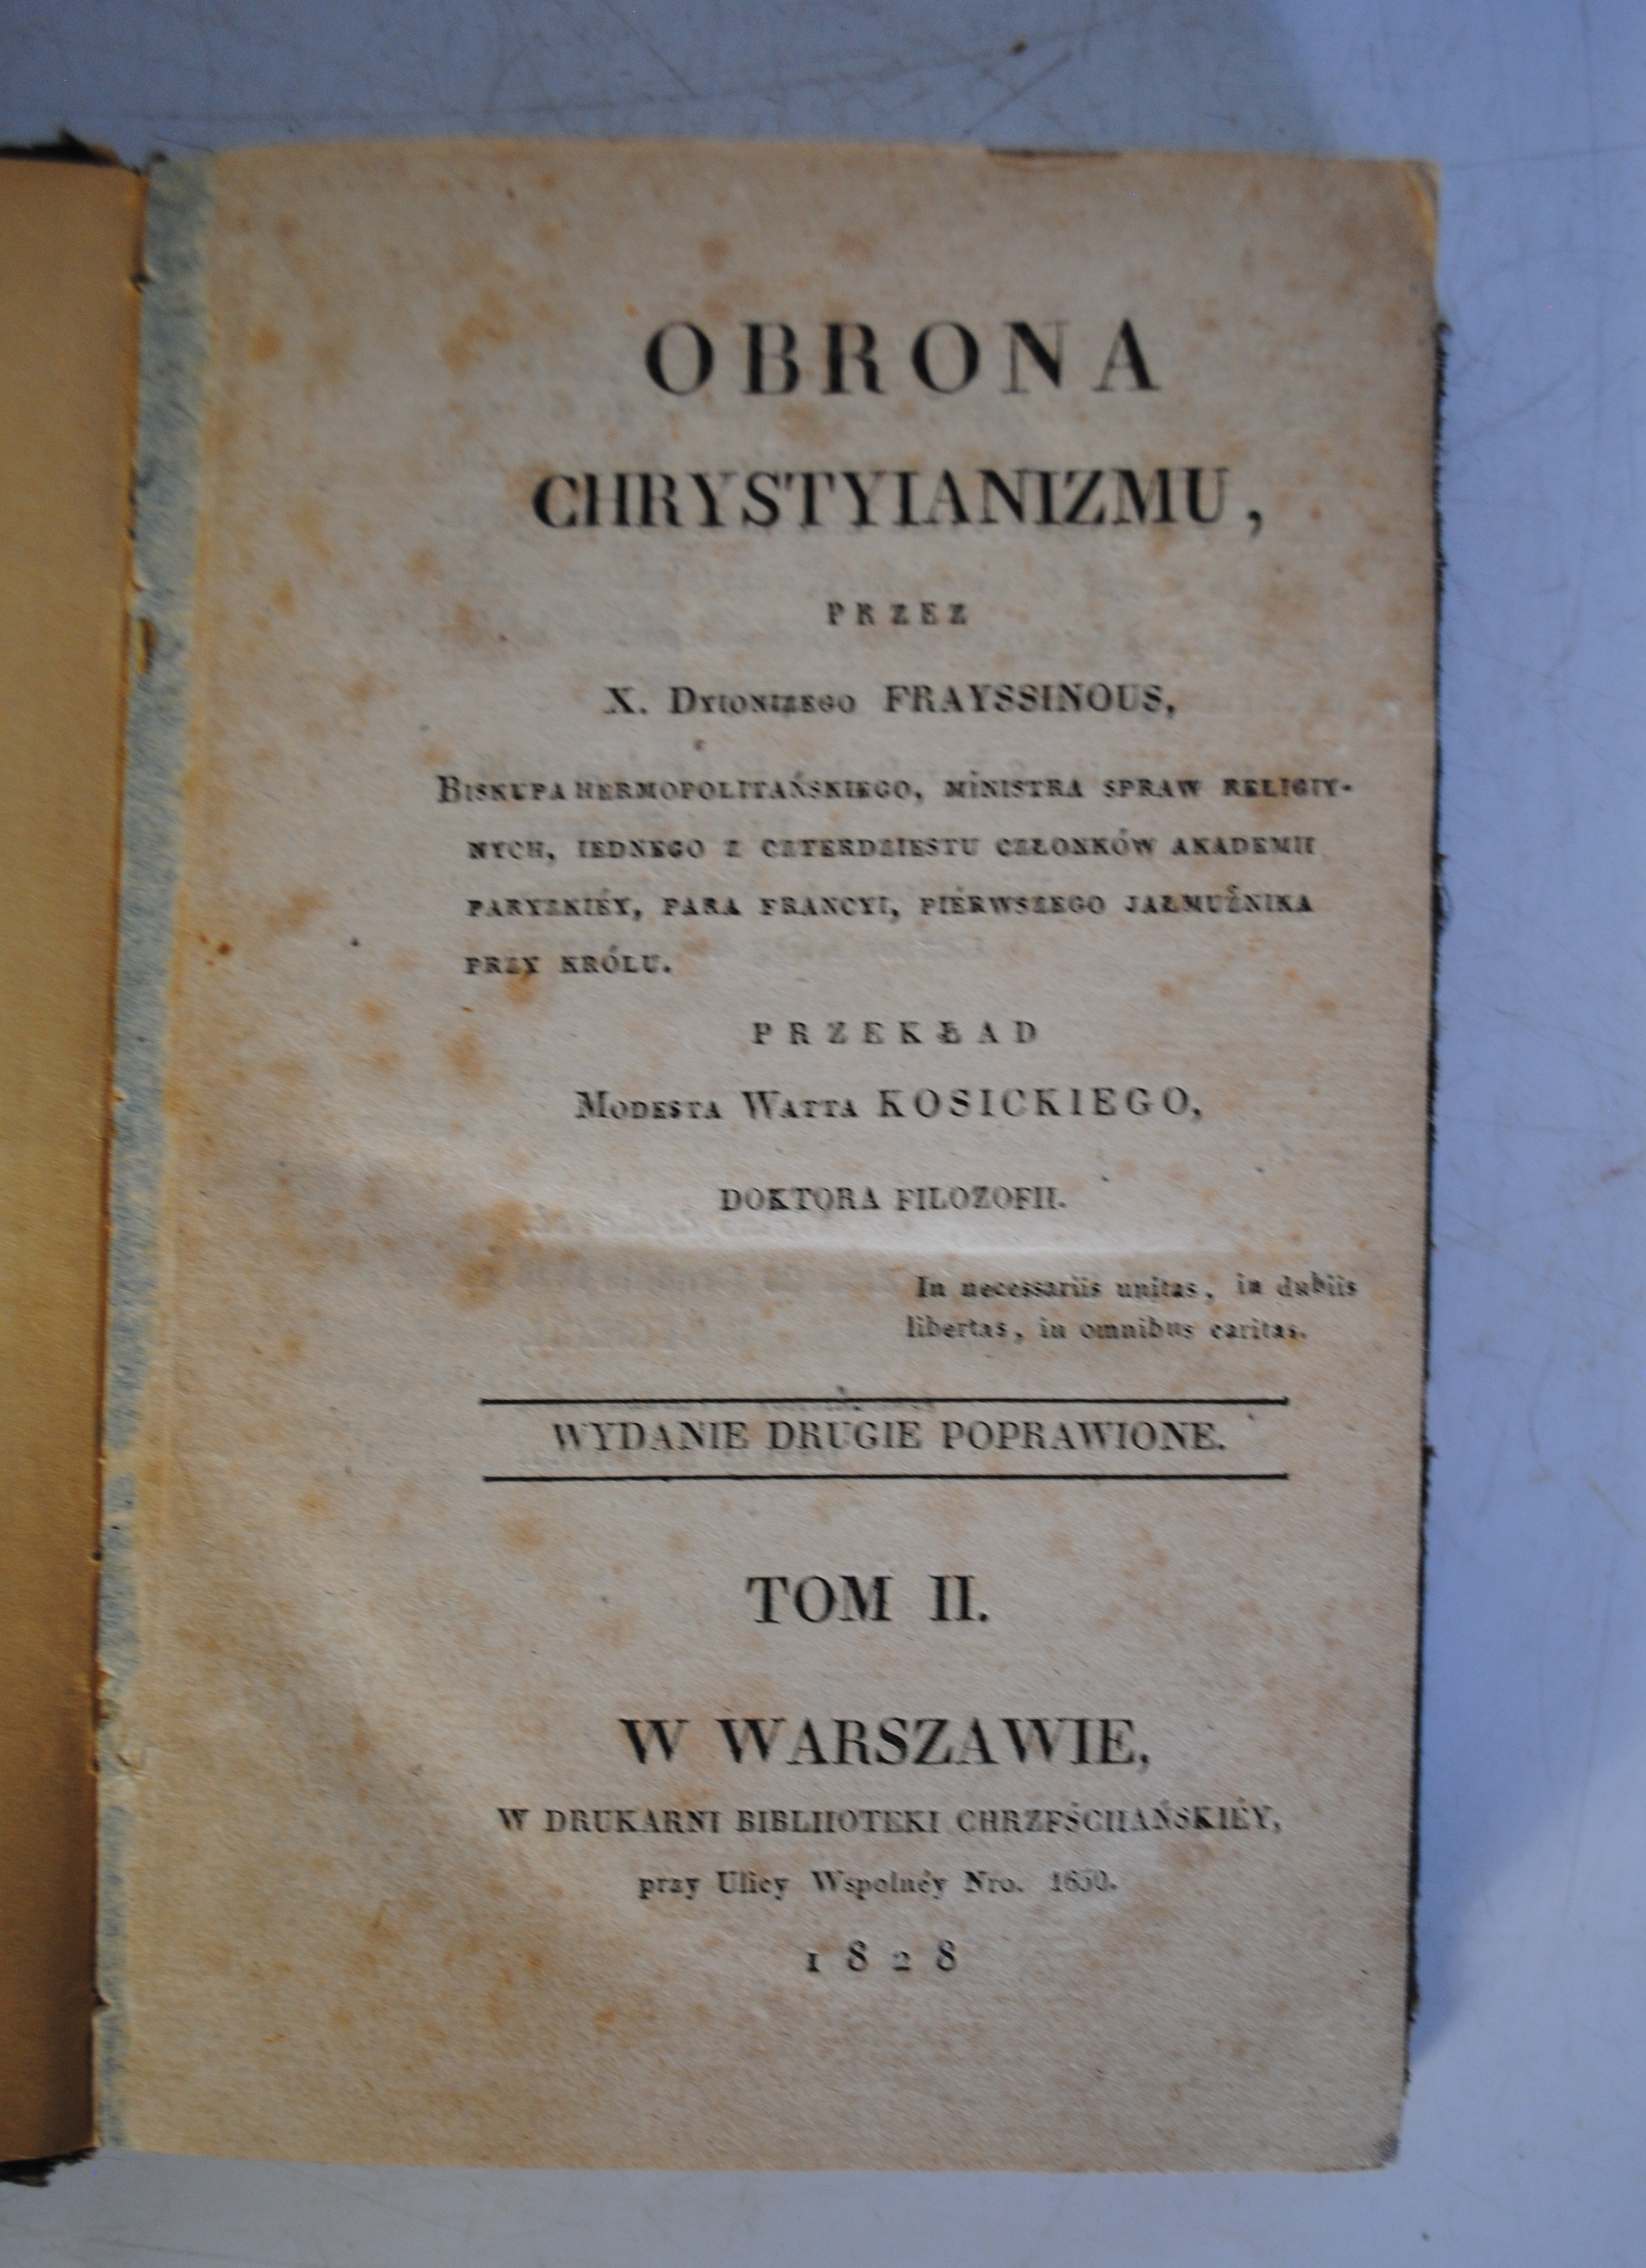 OBRONA
CHRYSTYIANIZMU,
PRZEZ
X. Dyionizego FRAYSSINOUS,
Biskupa hermopolitańskiego, ministra spraw religiy-
nych, iednego z czterdziestu członków akademii
paryzkiéy, para francyi, piérwszego jałmużnika
przy królu.
PRZEKŁAD
Modesta Watta KOSICKIEGO,
DOKTORA FILOZOFII.
In necessariis unitas, in dubiis
libertas, in omnibus caritas.
WYDANIE DRUGIE POPRAWIONE.
TOM II.
W WARSZAWIE,
W DRUKARNI BIBLIIOTEKI CHRZEŚCIIAŃSKIÉY,
przy Ulicy Wspolnéy Nro. 1650.
1828